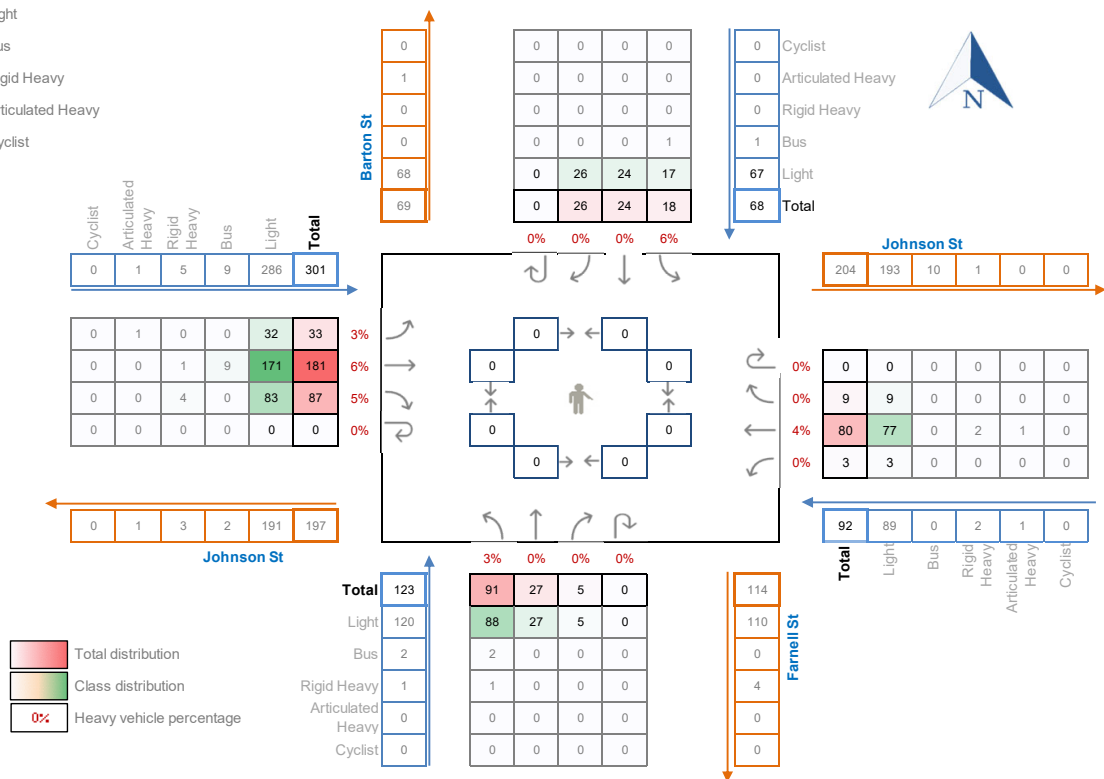 ght
us
gid Heavy
rticulated Heavy
yclist
Barton St
0 0 0 0 0 0 Cyclist
1 0 0 0 0 0 Articulated Heavy
0 0 0 0 0 0 Rigid Heavy
0 0 0 0 1 1 Bus
68 0 26 24 17 67 Light
69 0 26 24 18 68 Total
0% 0% 0% 6%
N
Cyclist Articulated Heavy Rigid Heavy Bus Light Total
0 1 5 9 286 301
Johnson St
204 193 10 1 0 0
0 1 0 0 32 33 3%
0 0 1 9 171 181 6%
0 0 4 0 83 87 5%
0 0 0 0 0 0 0%
0 0
0 0
0 0
0 0
0% 0 0 0 0 0 0
0% 9 9 0 0 0 0
4% 80 77 0 2 1 0
0% 3 3 0 0 0 0
0 1 3 2 191 197
Johnson St
92 89 0 2 1 0
Total Light Bus Rigid Heavy Articulated Heavy Cyclist
3% 0% 0% 0%
Total 123 91 27 5 0 114
Light 120 88 27 5 0 110
Bus 2 2 0 0 0 0
Rigid Heavy 1 1 0 0 0 4
Articulated Heavy 0 0 0 0 0 0
Cyclist 0 0 0 0 0 0
Farnell St
Total distribution
Class distribution
0% Heavy vehicle percentage